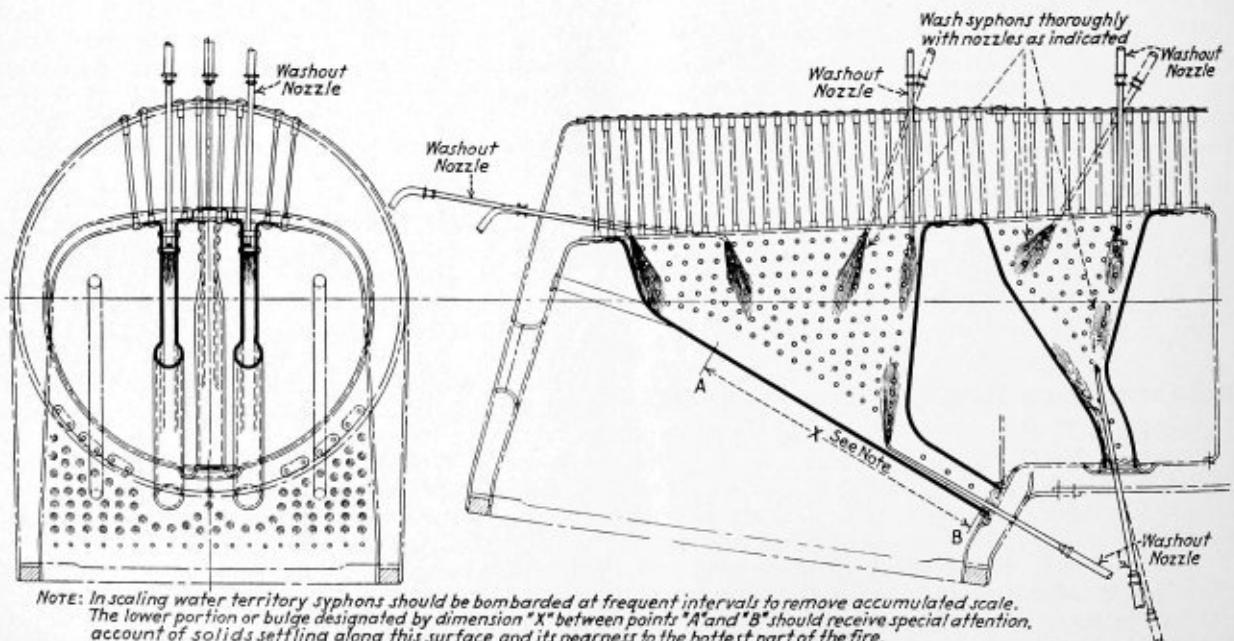 Washout
Nozzle
Washout
Nozzle
Washout
Nozzle
Wash syphons thoroughly
with nozzles as indicated
Washout
Nozzle
A
X
See Note
B
Washout
Nozzle
NOTE: In scaling water territory syphons should be bombarded at frequent intervals to remove accumulated scale.
The lower portion or bulge designated by dimension "X" between points "A" and "B" should receive special attention,
account of solids settling along this surface and its nearness to the hottest part of the fire.